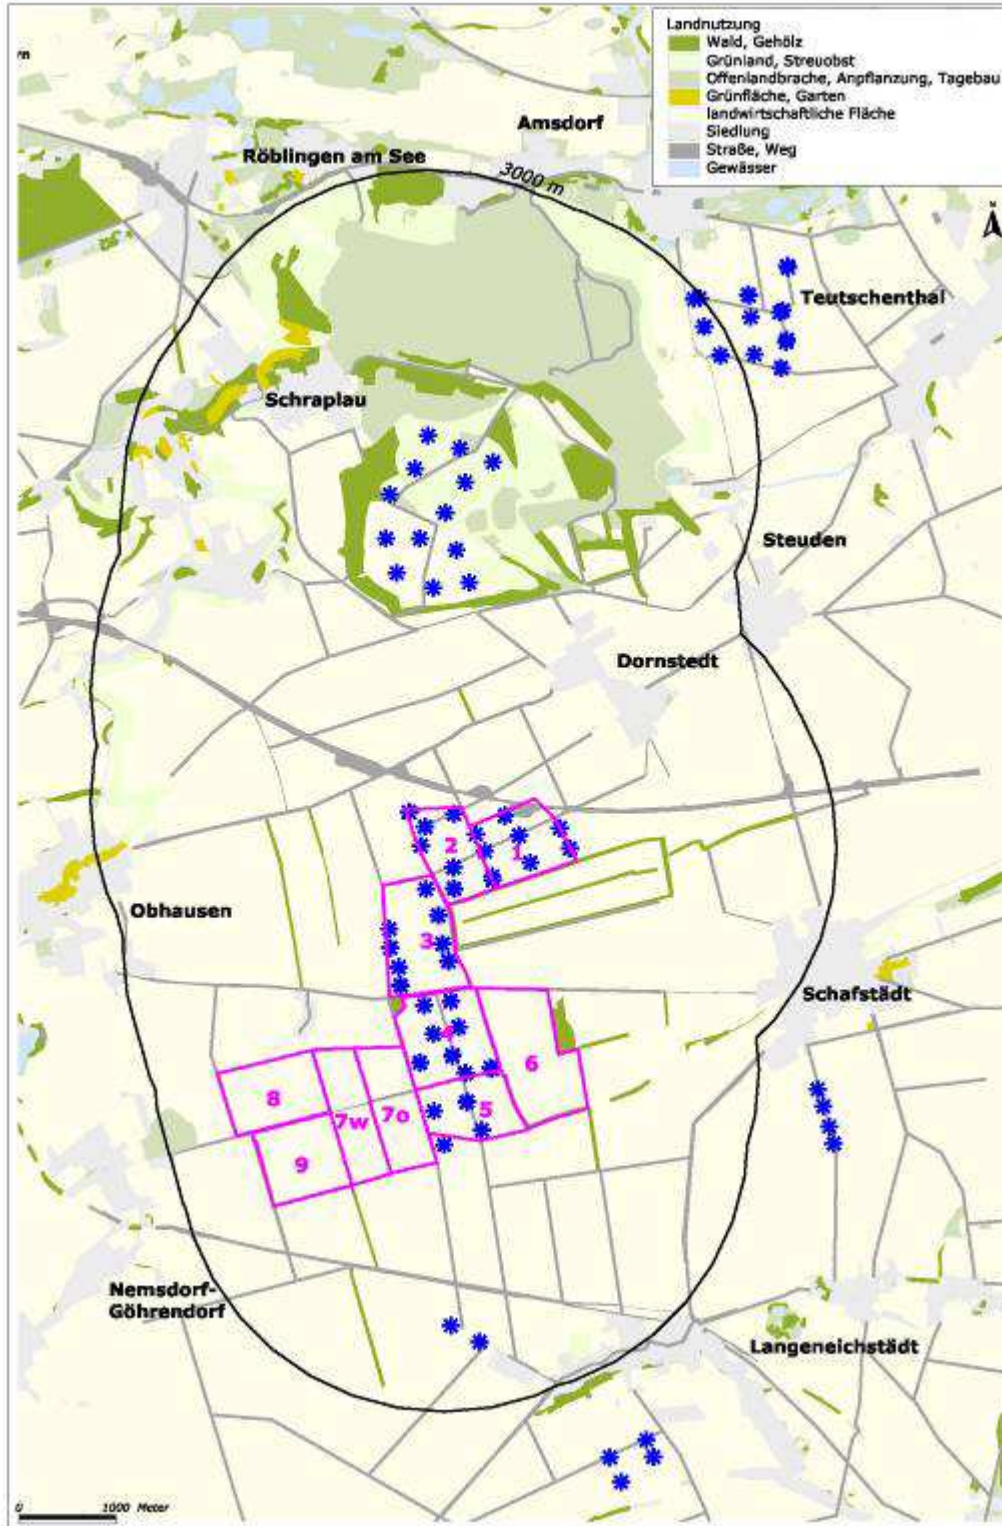 Landnutzung
Wald, Gehölz
Grünland, Streuobst
Offenlandbrache, Anpflanzung, Tagebau
Grünfläche, Garten
landwirtschaftliche Fläche
Siedlung
Straße, Weg
Gewässer
Amsdorf
Röblingen am See
3000 m
Teutschenthal
Schraplau
Steuden
Dornstedt
2
1
Obhausen
3
Schafstädt
4
6
8
7w
7o
5
9
Nemsdorf-
Göhrendorf
Langeneichstädt
0 1000 Meter